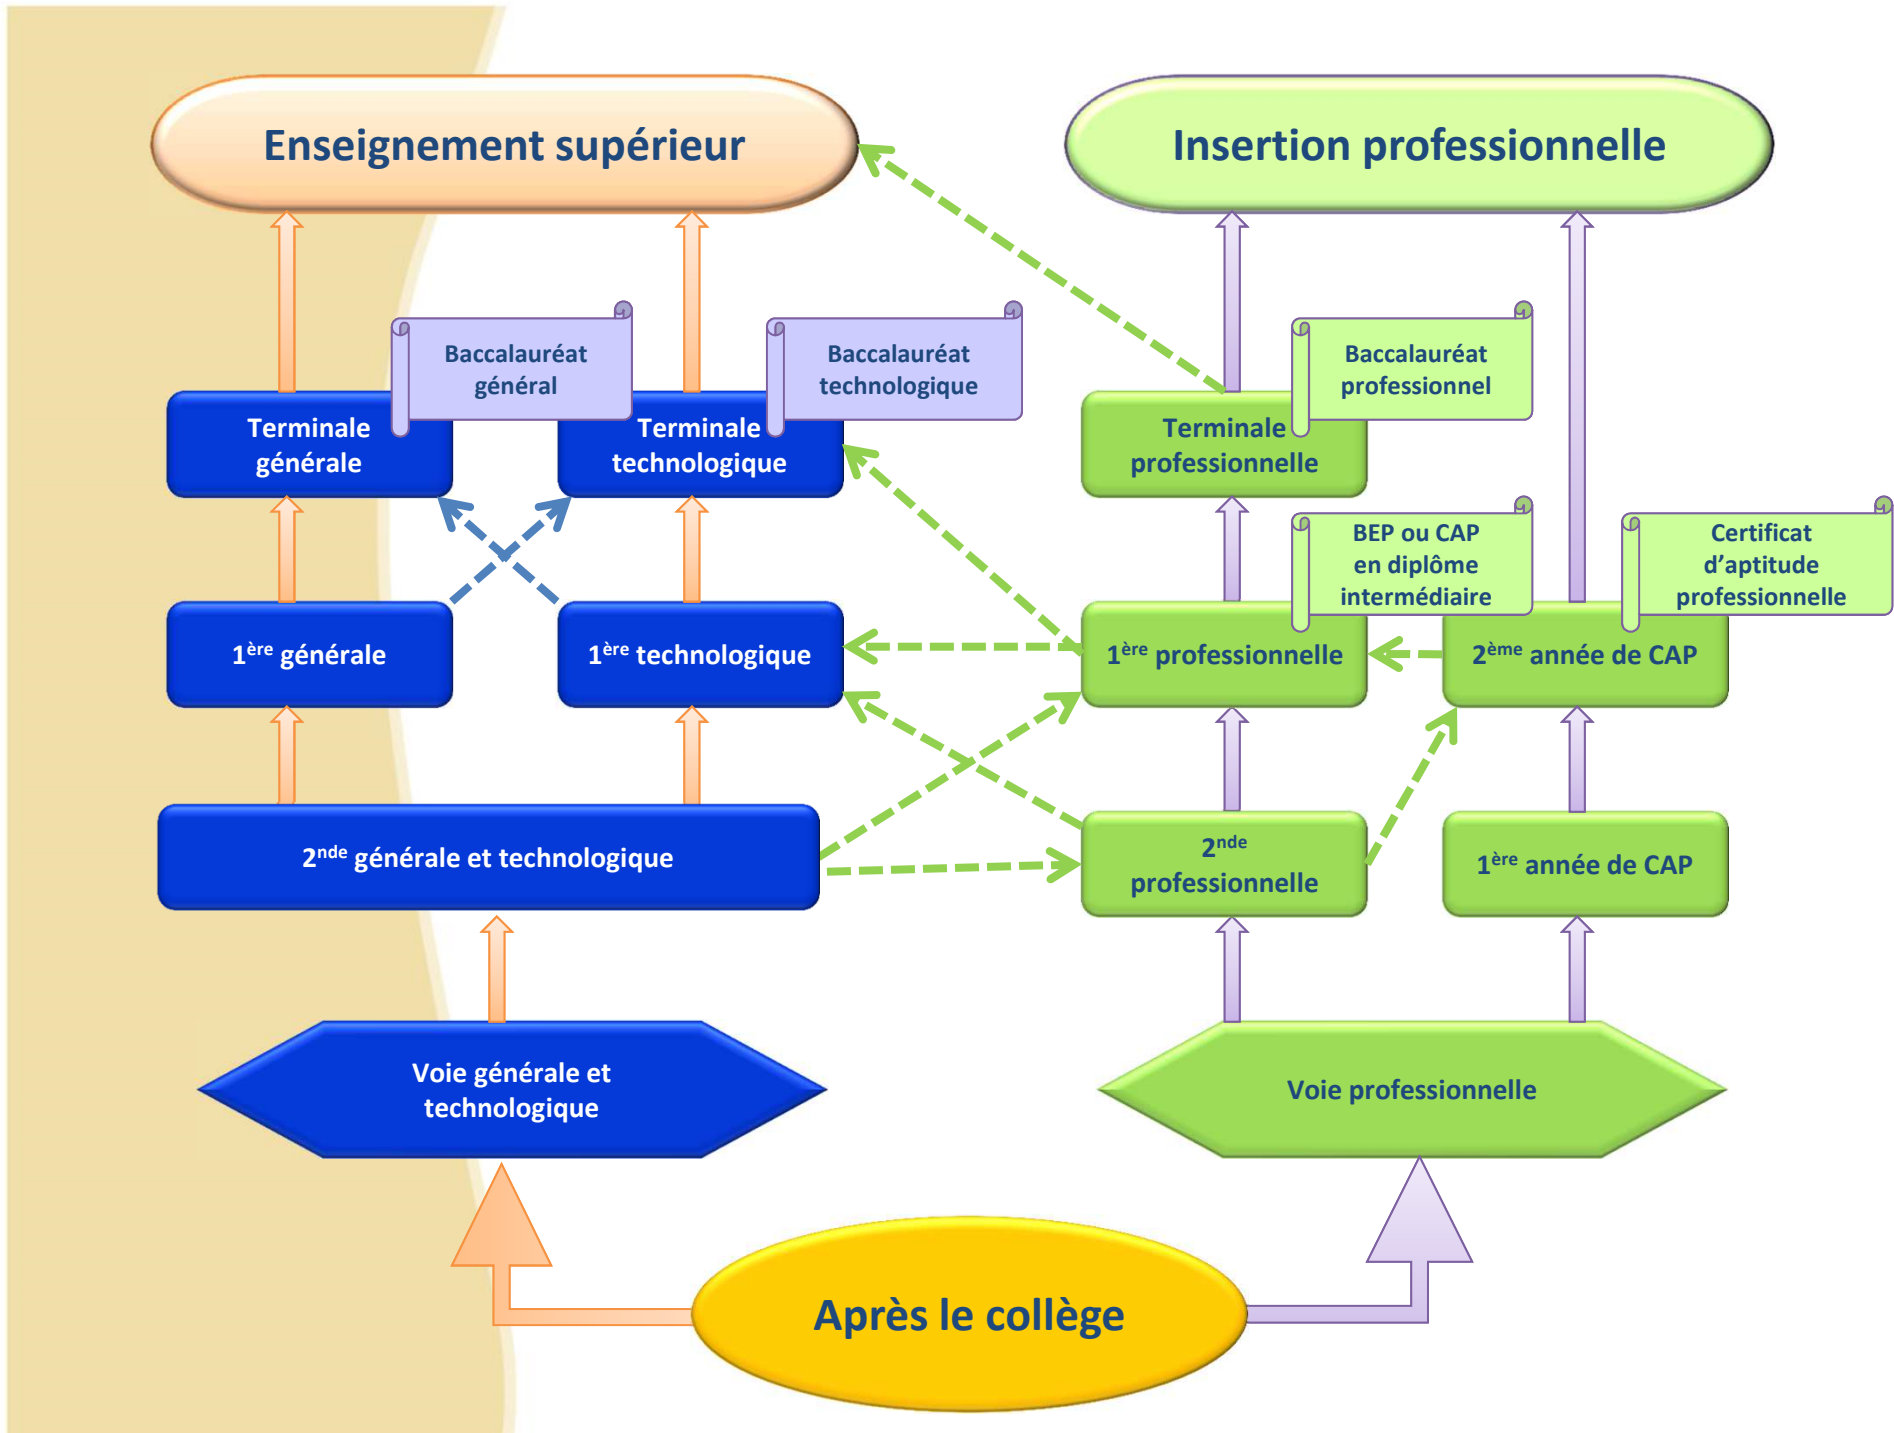 Enseignement supérieur
Insertion professionnelle
Baccalauréat
général
Baccalauréat
technologique
Baccalauréat
professionnel
Terminale
générale
Terminale
technologique
Terminale
professionnelle
BEP ou CAP
en diplôme
intermédiaire
Certificat
d’aptitude
professionnelle
1ère générale
1ère technologique
1ère professionnelle
2ème année de CAP
2nde générale et technologique
2nde
professionnelle
1ère année de CAP
Voie générale et
technologique
Voie professionnelle
Après le collège